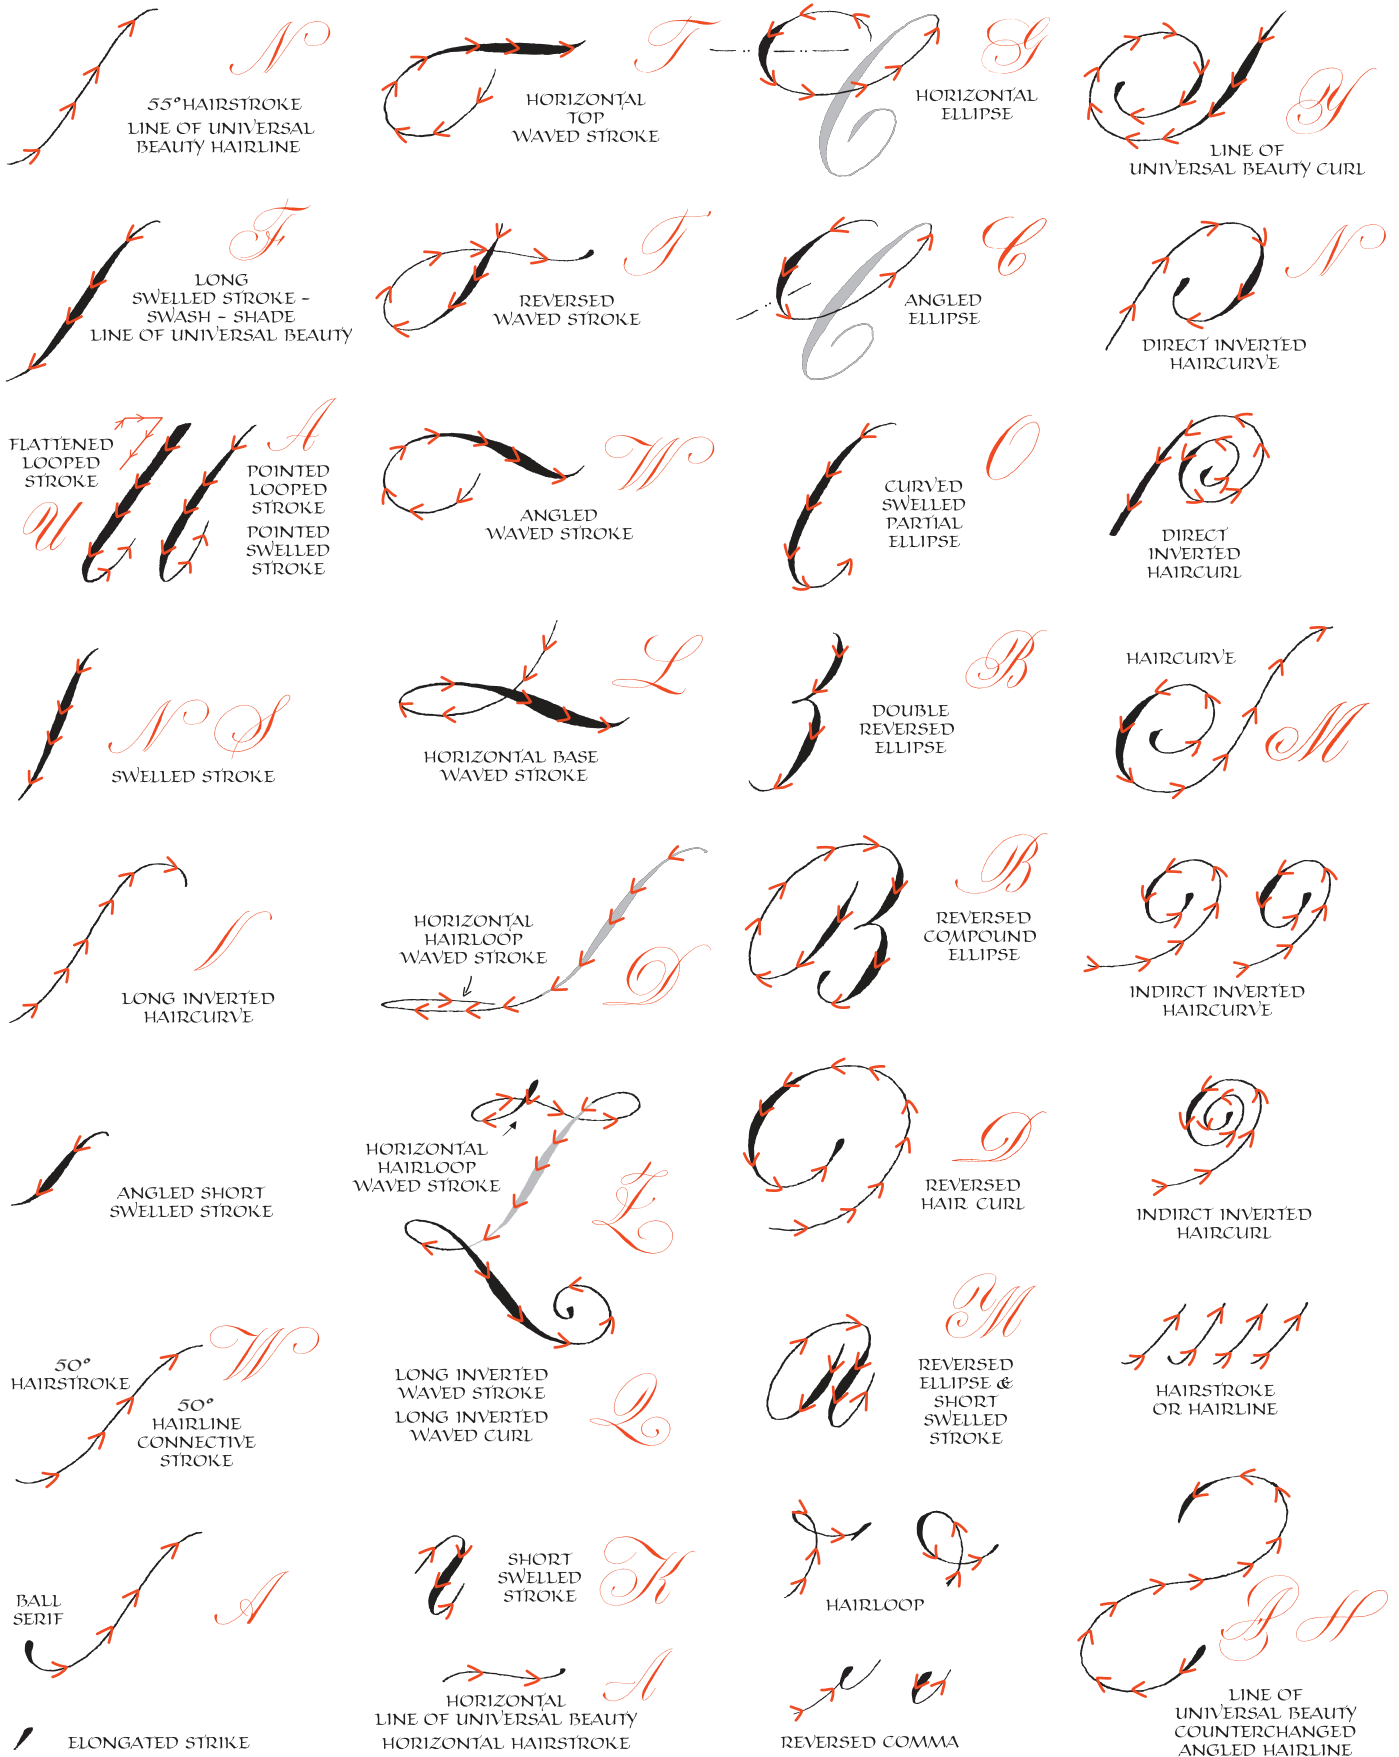 N
55° HAIRSTROKE
LINE OF UNIVERSAL
BEAUTY HAIRLINE
T
HORIZONTAL
TOP
WAVED STROKE
G
HORIZONTAL
ELLIPSE
Y
LINE OF
UNIVERSAL BEAUTY CURL
F
LONG
SWELLED STROKE –
SWASH – SHADE
LINE OF UNIVERSAL BEAUTY
T
REVERSED
WAVED STROKE
C
ANGLED
ELLIPSE
N
DIRECT INVERTED
HAIRCURVE
FLATTENED
LOOPED
STROKE
U
A
POINTED
LOOPED
STROKE
POINTED
SWELLED
STROKE
W
ANGLED
WAVED STROKE
O
CURVED
SWELLED
PARTIAL
ELLIPSE
DIRECT
INVERTED
HAIRCURL
N S
SWELLED STROKE
L
HORIZONTAL BASE
WAVED STROKE
B
DOUBLE
REVERSED
ELLIPSE
HAIRCURVE
M
LONG INVERTED
HAIRCURVE
HORIZONTAL
HAIRLOOP
WAVED STROKE
D
B
REVERSED
COMPOUND
ELLIPSE
INDIRCT INVERTED
HAIRCURVE
ANGLED SHORT
SWELLED STROKE
HORIZONTAL
HAIRLOOP
WAVED STROKE
LONG INVERTED
WAVED STROKE
LONG INVERTED
WAVED CURL
Q
D
REVERSED
HAIR CURL
INDIRCT INVERTED
HAIRCURL
50°
HAIRSTROKE
W
50°
HAIRLINE
CONNECTIVE
STROKE
M
REVERSED
ELLIPSE &
SHORT
SWELLED
STROKE
HAIRSTROKE
OR HAIRLINE
BALL
SERIF
A
ELONGATED STRIKE
SHORT
SWELLED
STROKE
K
A
HORIZONTAL
LINE OF UNIVERSAL BEAUTY
HORIZONTAL HAIRSTROKE
HAIRLOOP
REVERSED COMMA
A H
LINE OF
UNIVERSAL BEAUTY
COUNTERCHANGED
ANGLED HAIRLINE